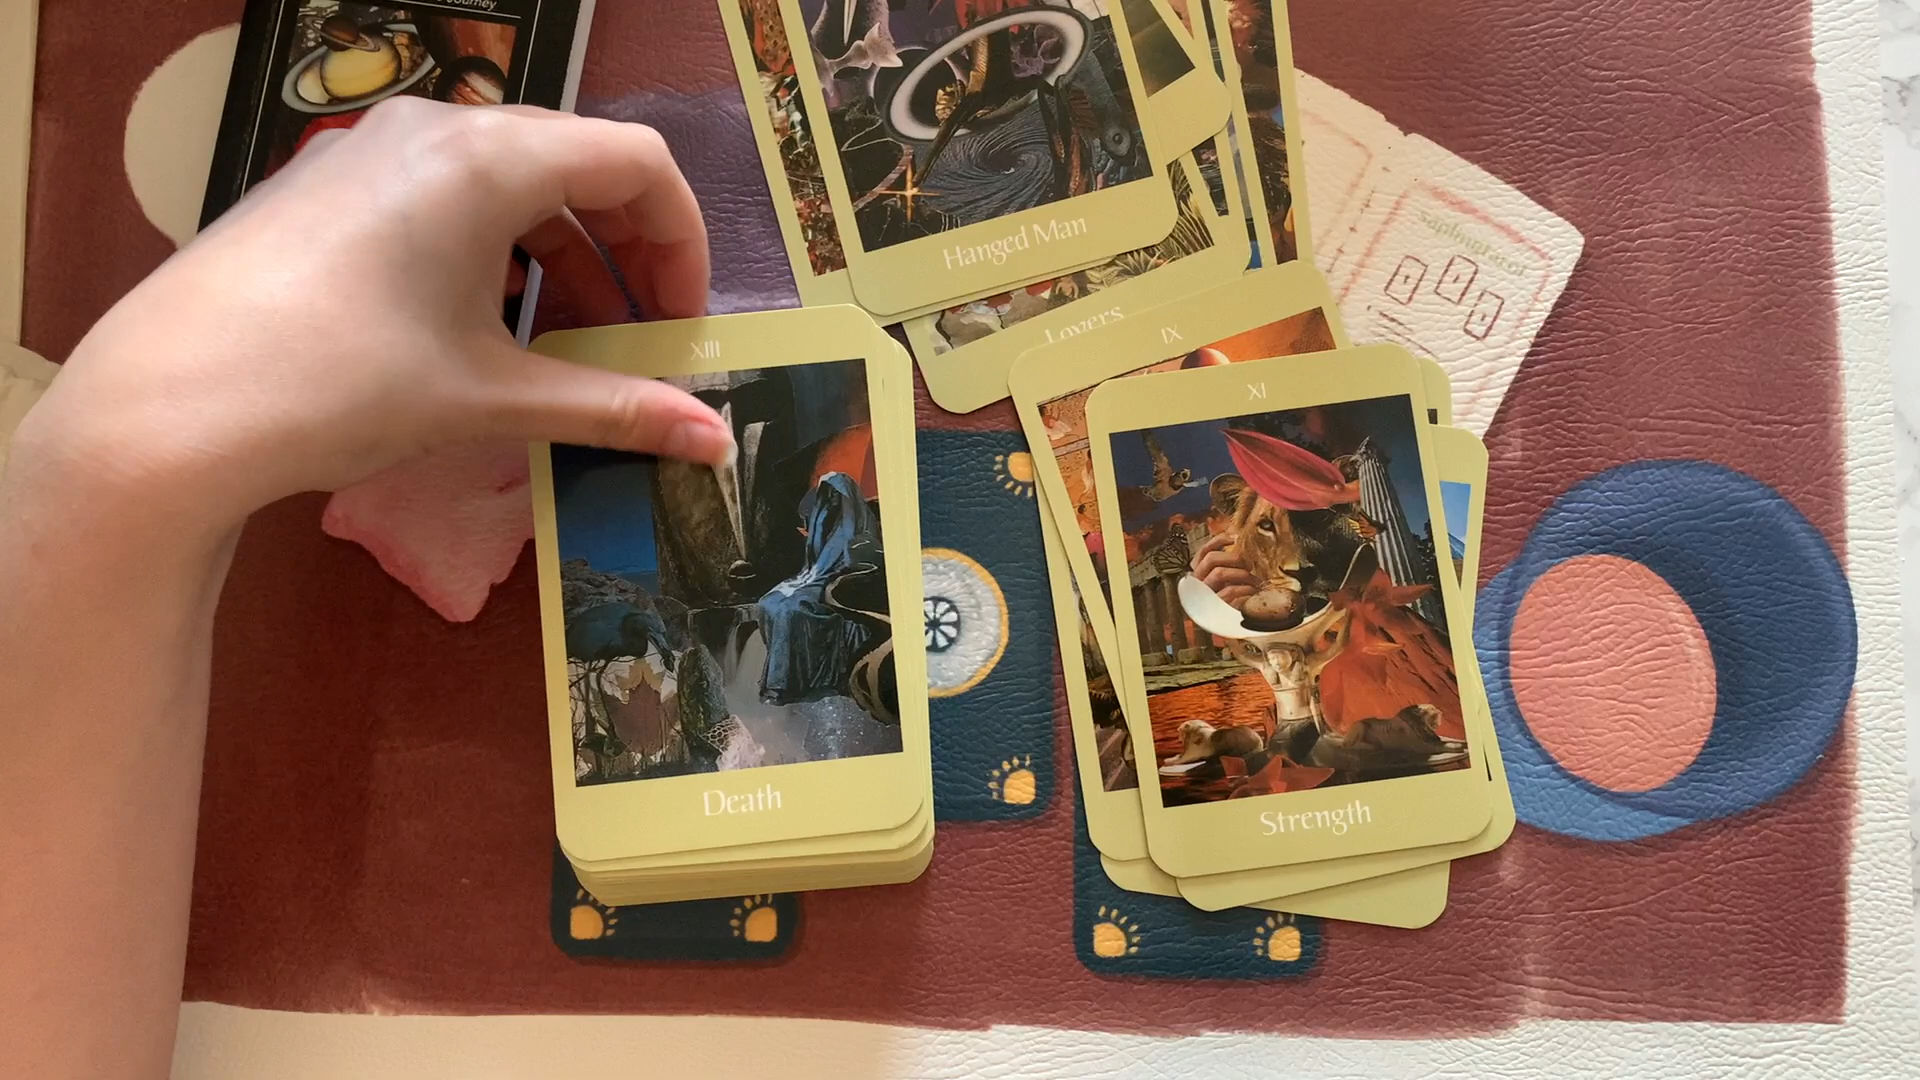 Journey
Hanged Man
Lovers
IX
XIII
XI
Death
Strength